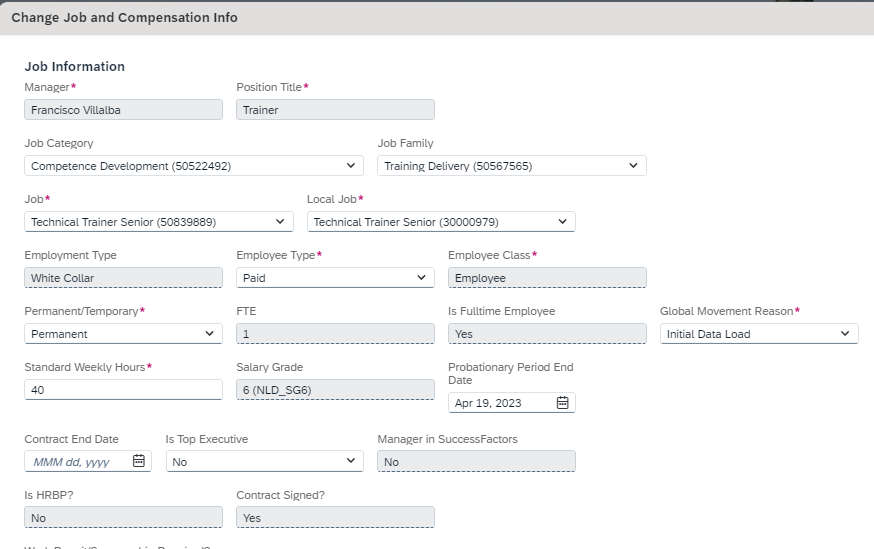 Change Job and Compensation Info
Job Information
Manager* Position Title*
Francisco Villalba Trainer
Job Category Job Family
Competence Development (50522492) Training Delivery (50567565)
Job* Local Job*
Technical Trainer Senior (50839889) Technical Trainer Senior (30000979)
Employment Type Employee Type* Employee Class*
White Collar Paid Employee
Permanent/Temporary* FTE Is Fulltime Employee Global Movement Reason*
Permanent 1 Yes Initial Data Load
Standard Weekly Hours* Salary Grade Probationary Period End
Date
40 6 (NLD_SG6)
Apr 19, 2023
Contract End Date Is Top Executive Manager in SuccessFactors
MMM dd, yyyy No No
Is HRBP? Contract Signed?
No Yes